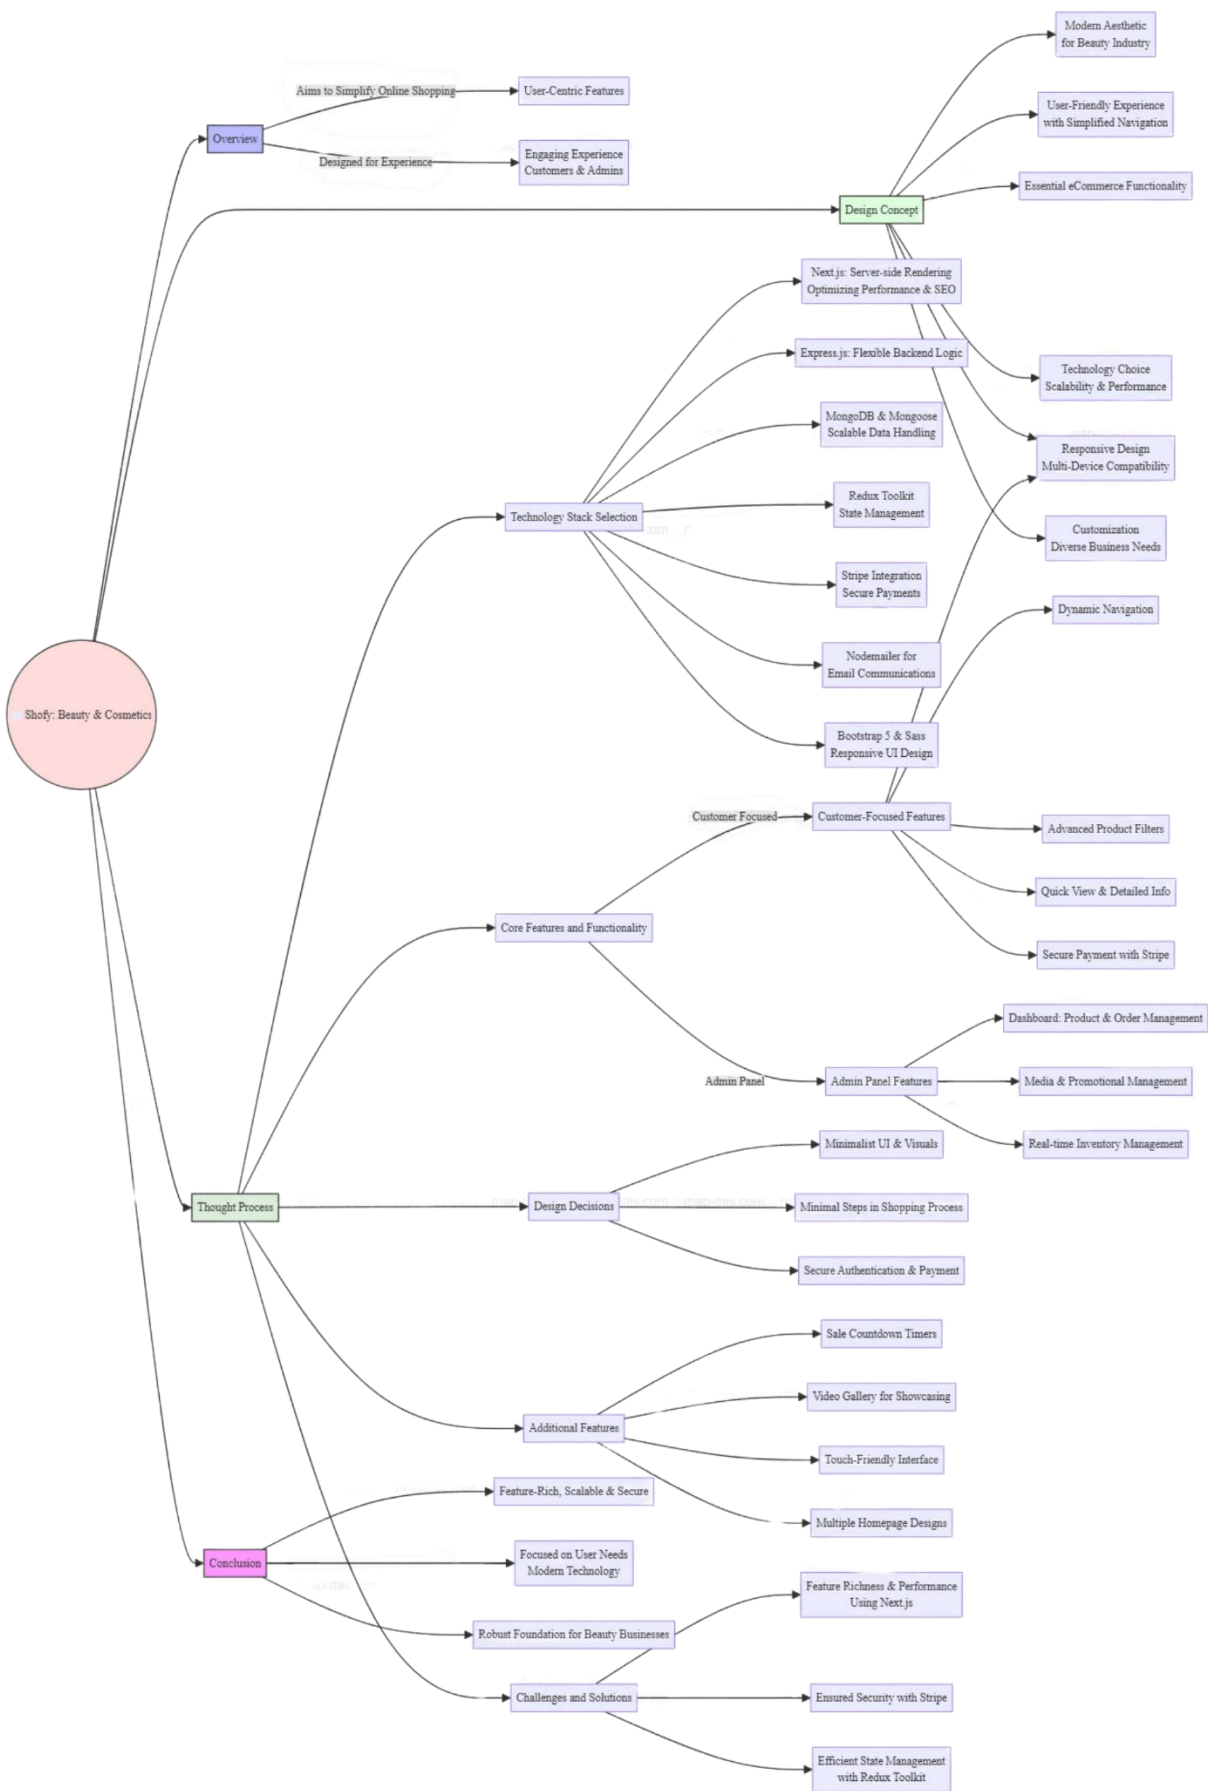 Modern Aesthetic
for Beauty Industry
Aims to Simplify Online Shopping
User-Centric Features
User-Friendly Experience
with Simplified Navigation
Overview
Designed for Experience
Engaging Experience
Customers & Admins
Essential eCommerce Functionality
Design Concept
Next.js: Server-side Rendering
Optimizing Performance & SEO
Express.js: Flexible Backend Logic
Technology Choice
Scalability & Performance
MongoDB & Mongoose
Scalable Data Handling
Responsive Design
Multi-Device Compatibility
Technology Stack Selection
Redux Toolkit
State Management
Customization
Diverse Business Needs
Stripe Integration
Secure Payments
Dynamic Navigation
Nodemailer for
Email Communications
Shofy: Beauty & Cosmetics
Bootstrap 5 & Sass
Responsive UI Design
Customer Focused
Customer-Focused Features
Advanced Product Filters
Quick View & Detailed Info
Core Features and Functionality
Secure Payment with Stripe
Dashboard: Product & Order Management
Admin Panel
Admin Panel Features
Media & Promotional Management
Minimalist UI & Visuals
Real-time Inventory Management
Thought Process
Design Decisions
Minimal Steps in Shopping Process
Secure Authentication & Payment
Sale Countdown Timers
Video Gallery for Showcasing
Additional Features
Touch-Friendly Interface
Feature-Rich, Scalable & Secure
Multiple Homepage Designs
Conclusion
Focused on User Needs
Modern Technology
Feature Richness & Performance
Using Next.js
Robust Foundation for Beauty Businesses
Challenges and Solutions
Ensured Security with Stripe
Efficient State Management
with Redux Toolkit